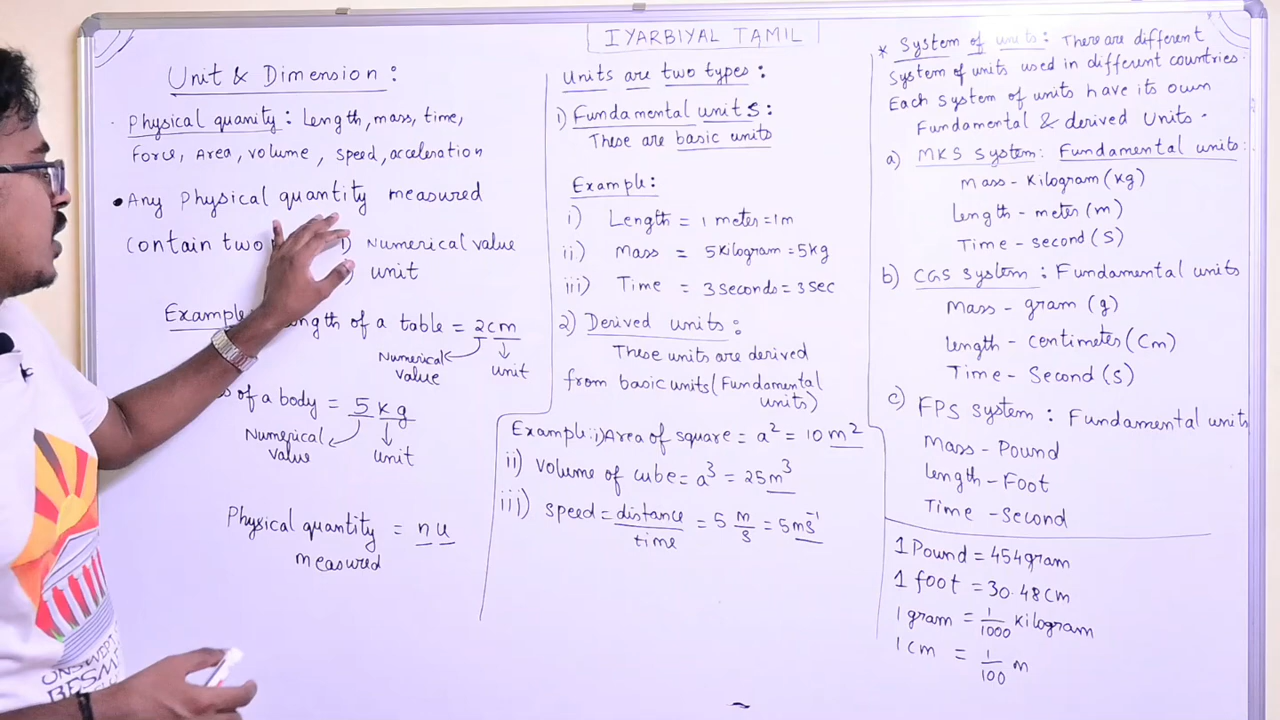 IYARBIYAL TAMIL
Unit & Dimension :
Physical quanity : Length, mass, time,
Force, Area, volume, speed, acceleration
• Any physical quantity measured
contain two 1) Numerical value
unit
Example length of a table = 2cm
Numerical value unit
of a body = 5kg
Numerical value unit
Physical quantity = n u
measured
Units are two types :
1) Fundamental units :
These are basic units
Example :
i) Length = 1 meter = 1m
ii) Mass = 5 kilogram = 5kg
iii) Time = 3 seconds = 3 sec
2) Derived units :
These units are derived
from basic units (Fundamental
units)
Example : i) Area of square = a² = 10 m²
ii) volume of cube = a³ = 25m³
iii) speed = distance/time = 5 m/s = 5ms⁻¹
* System of units : There are different
System of units used in different countries.
Each system of units have its own
Fundamental & derived Units.
a) MKS System : Fundamental units :
Mass - Kilogram (kg)
Length - meter (m)
Time - second (S)
b) CGS system : Fundamental units
Mass - gram (g)
length - centimeter (Cm)
Time - Second (S)
c) FPS system : Fundamental units
Mass - Pound
Length - Foot
Time - second
1 Pound = 454 gram
1 foot = 30.48 cm
1 gram = 1/1000 kilogram
1 cm = 1/100 m
UNSWEPT
BESM